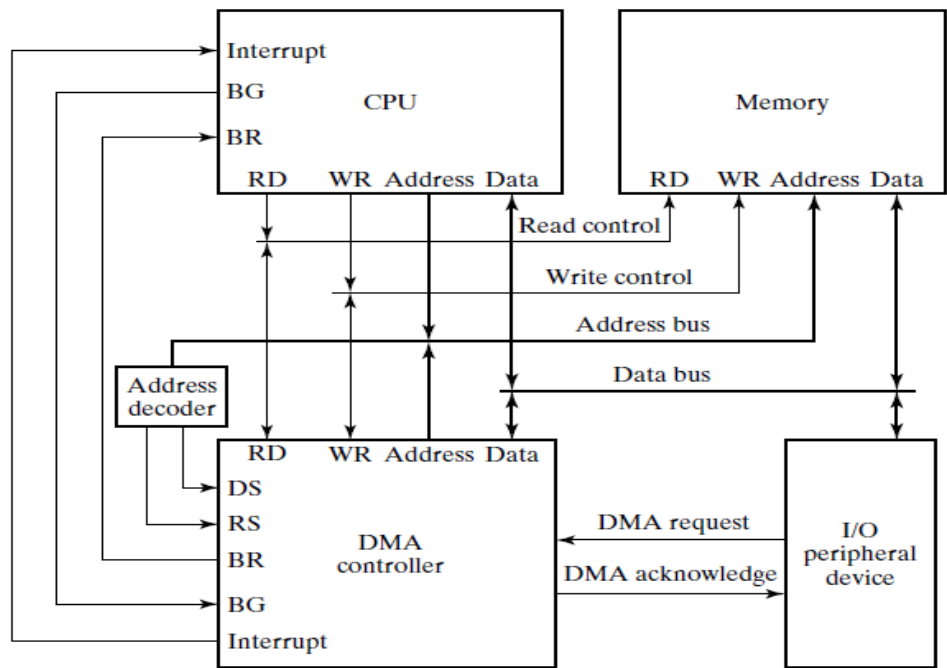 Interrupt
BG
CPU
BR
RD WR Address Data
Memory
RD WR Address Data
Read control
Write control
Address bus
Data bus
Address
decoder
RD WR Address Data
DS
RS
BR
BG
Interrupt
DMA
controller
DMA request
DMA acknowledge
I/O
peripheral
device